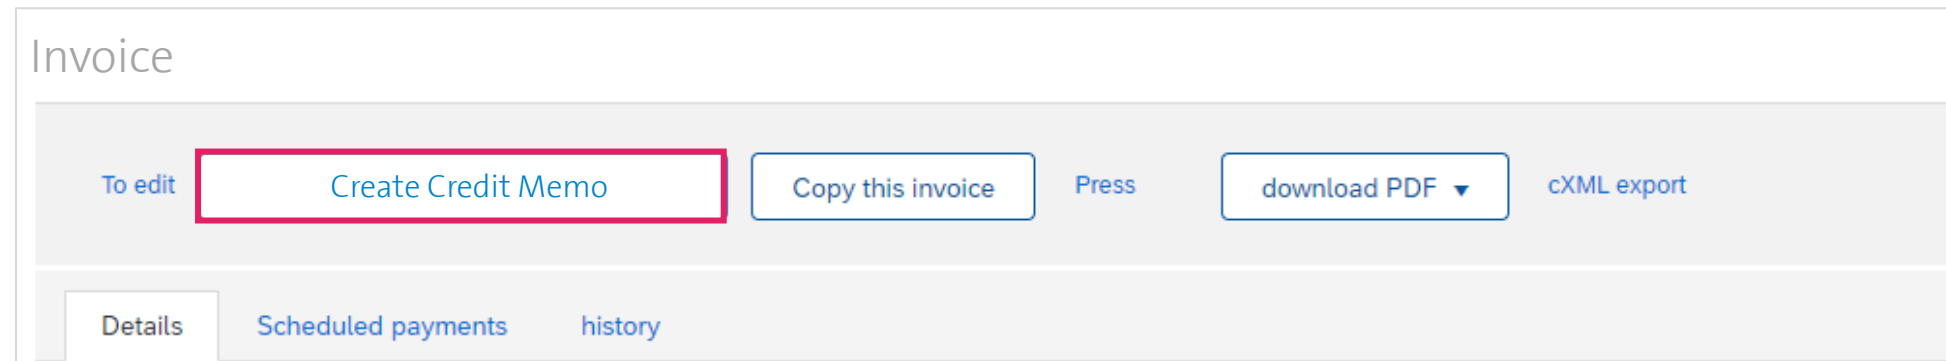 Invoice
To edit Create Credit Memo Copy this invoice Press download PDF cXML export
Details Scheduled payments history